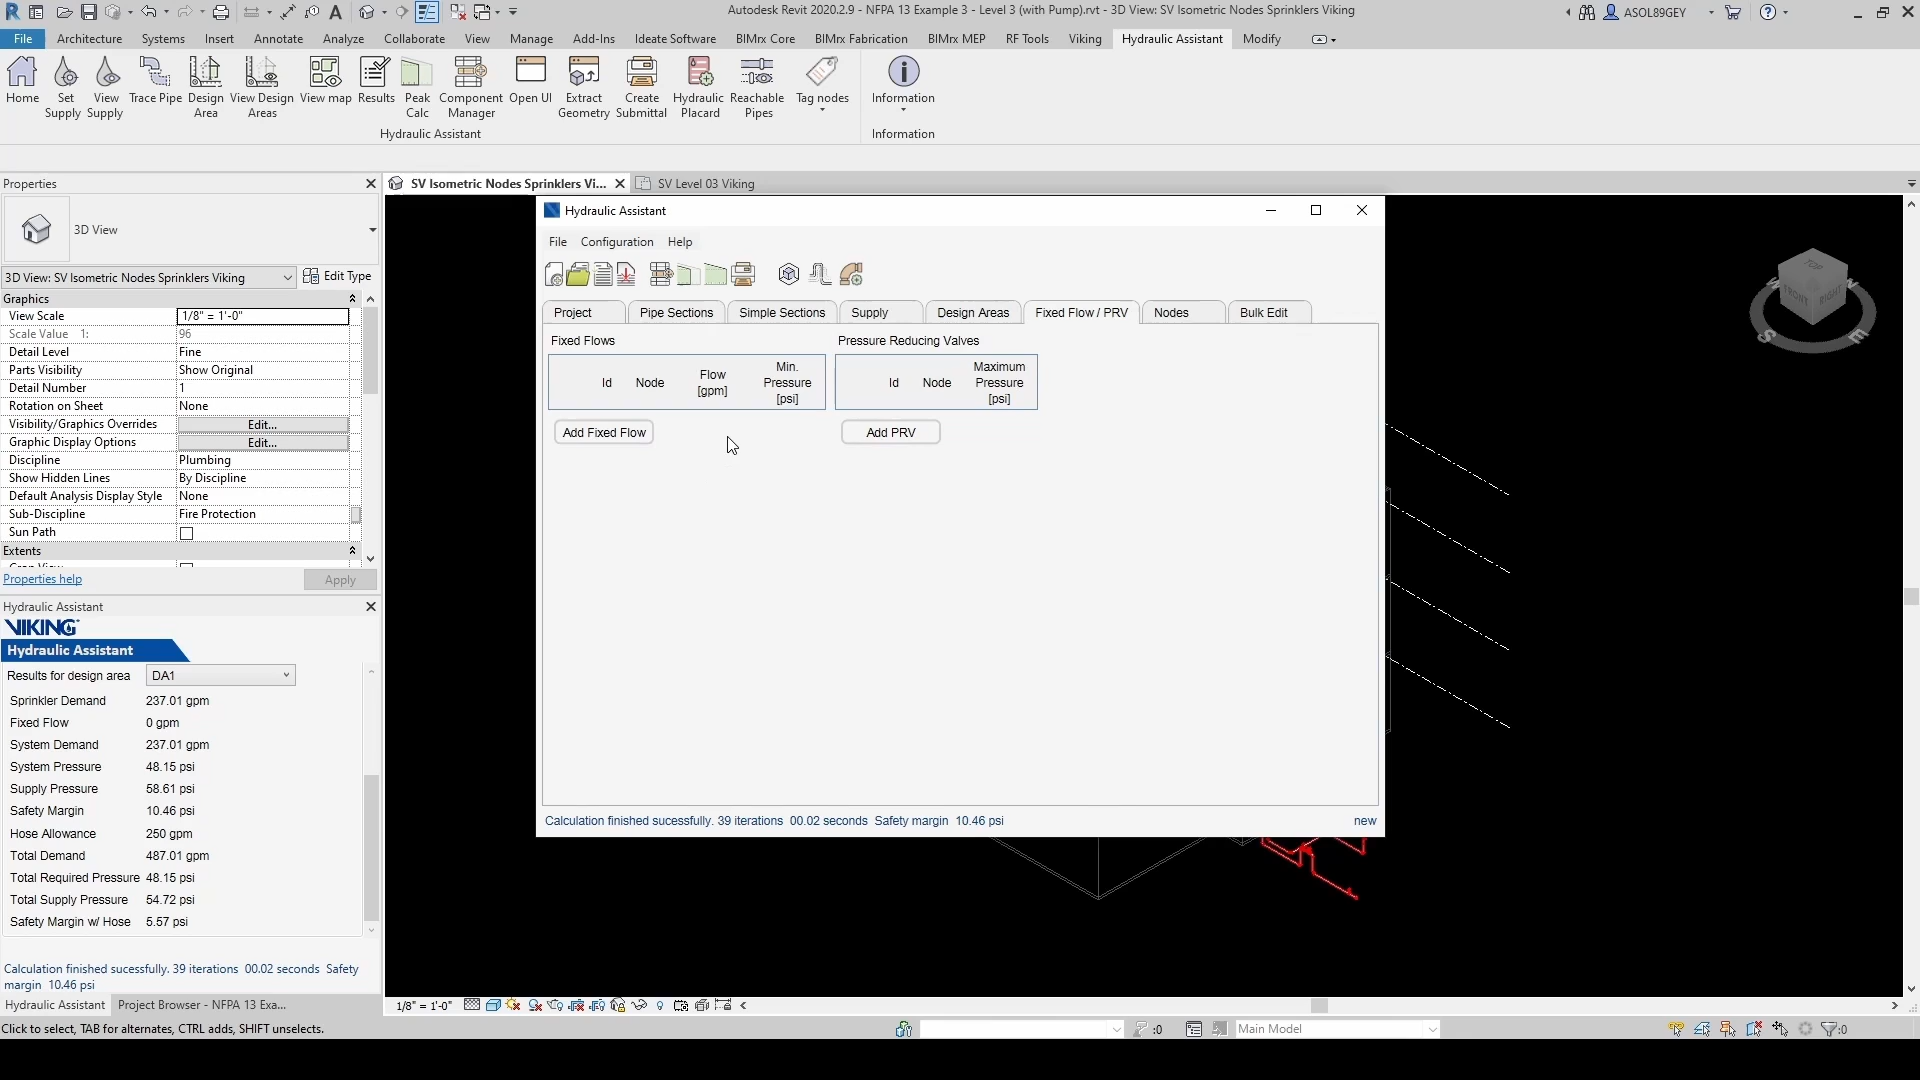 Autodesk Revit 2020.2.9 - NFPA 13 Example 3 - Level 3 (with Pump).rvt - 3D View: SV Isometric Nodes Sprinklers Viking
ASOL89GEY
File Architecture Systems Insert Annotate Analyze Collaborate View Manage Add-Ins Ideate Software BIMrx Core BIMrx Fabrication BIMrx MEP RF Tools Viking Hydraulic Assistant Modify
Home
Set Supply
View Supply
Trace Pipe
Design Area
View Design Areas
View map
Results
Peak Calc
Component Manager
Open UI
Extract Geometry
Create Submittal
Hydraulic Placard
Reachable Pipes
Tag nodes
Information
Hydraulic Assistant
Information
Properties
SV Isometric Nodes Sprinklers Vi...
SV Level 03 Viking
3D View
3D View: SV Isometric Nodes Sprinklers Viking
Edit Type
Graphics
View Scale 1/8" = 1'-0"
Scale Value 1: 96
Detail Level Fine
Parts Visibility Show Original
Detail Number 1
Rotation on Sheet None
Visibility/Graphics Overrides Edit...
Graphic Display Options Edit...
Discipline Plumbing
Show Hidden Lines By Discipline
Default Analysis Display Style None
Sub-Discipline Fire Protection
Sun Path
Extents
Properties help
Apply
Hydraulic Assistant
VIKING
Hydraulic Assistant
Results for design area DA1
Sprinkler Demand 237.01 gpm
Fixed Flow 0 gpm
System Demand 237.01 gpm
System Pressure 48.15 psi
Supply Pressure 58.61 psi
Safety Margin 10.46 psi
Hose Allowance 250 gpm
Total Demand 487.01 gpm
Total Required Pressure 48.15 psi
Total Supply Pressure 54.72 psi
Safety Margin w/ Hose 5.57 psi
Calculation finished sucessfully. 39 iterations 00.02 seconds Safety
margin 10.46 psi
Hydraulic Assistant
Project Browser - NFPA 13 Exa...
Click to select, TAB for alternates, CTRL adds, SHIFT unselects.
Hydraulic Assistant
File Configuration Help
Project Pipe Sections Simple Sections Supply Design Areas Fixed Flow / PRV Nodes Bulk Edit
Fixed Flows
Id Node Flow [gpm] Min. Pressure [psi]
Add Fixed Flow
Pressure Reducing Valves
Id Node Maximum Pressure [psi]
Add PRV
Calculation finished sucessfully. 39 iterations 00.02 seconds Safety margin 10.46 psi
new
TOP
FRONT
RIGHT
S
E
1/8" = 1'-0"
:0
Main Model
:0